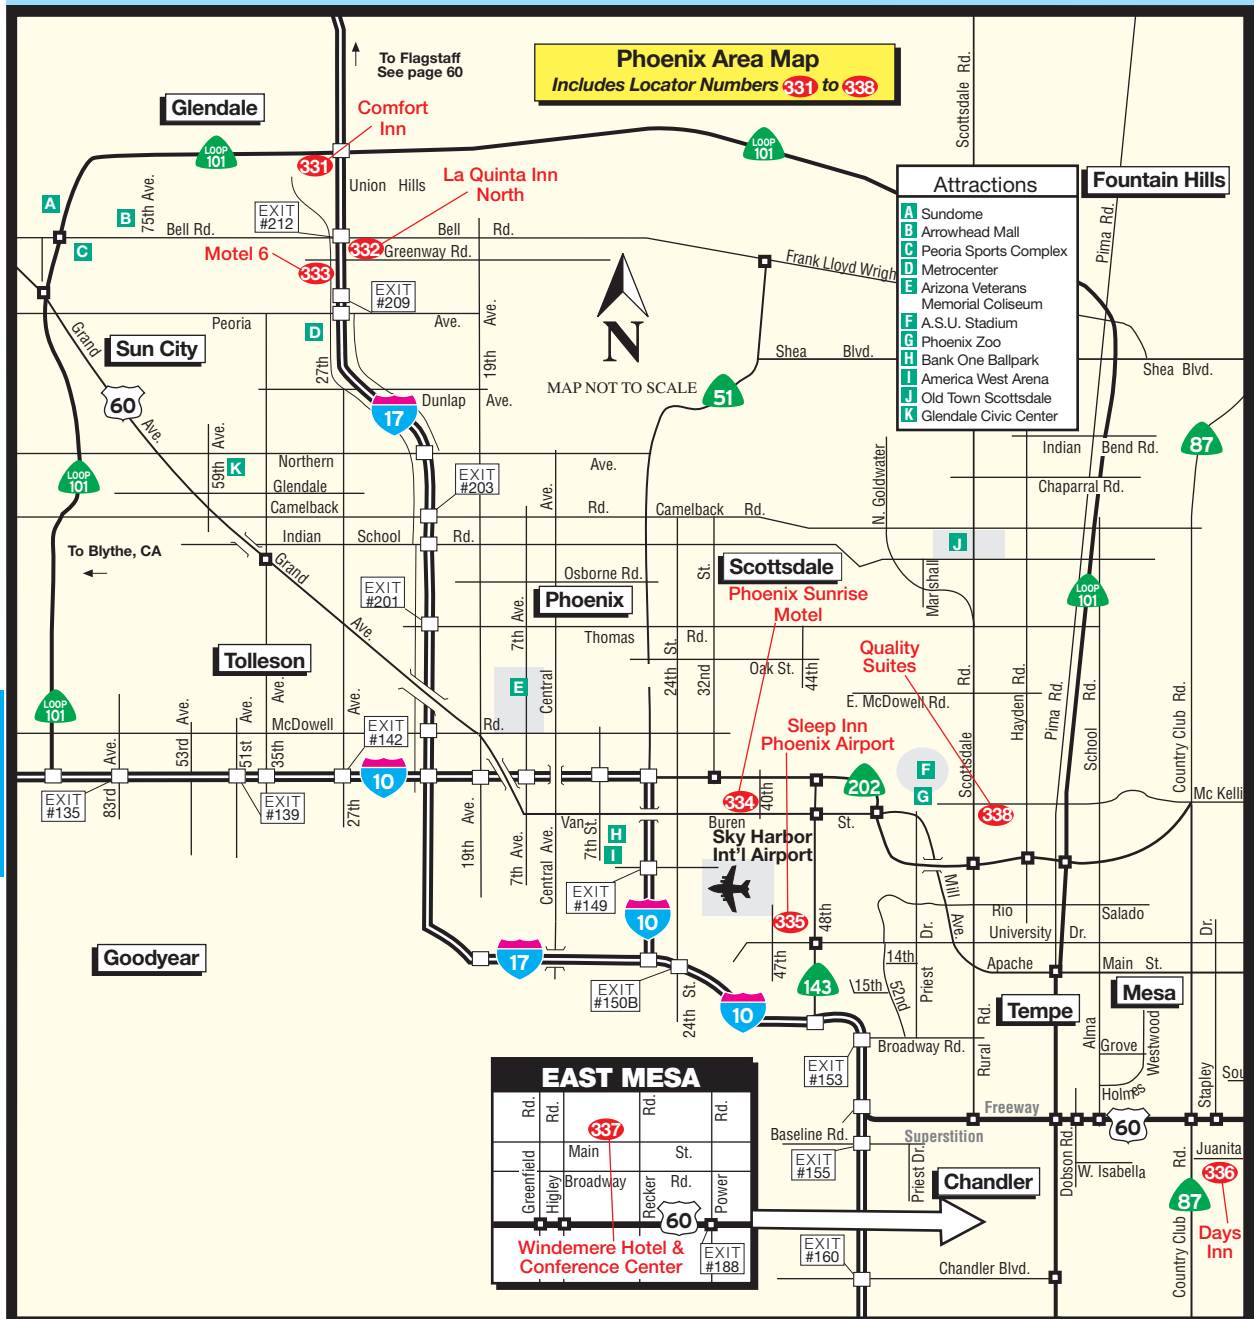 To Flagstaff
See page 60
Phoenix Area Map
Includes Locator Numbers 331 to 338
Scottsdale Rd.
Glendale
Comfort
Inn
LOOP
101
LOOP
101
331
Union Hills
La Quinta Inn
North
Attractions
A Sundome
B Arrowhead Mall
C Peoria Sports Complex
D Metrocenter
E Arizona Veterans
Memorial Coliseum
F A.S.U. Stadium
G Phoenix Zoo
H Bank One Ballpark
I America West Arena
J Old Town Scottsdale
K Glendale Civic Center
Fountain Hills
Pima Rd.
A
B
75th Ave.
EXIT
#212
Bell Rd.
Bell Rd.
C
Motel 6
332
Greenway Rd.
333
Frank Lloyd Wrigh
EXIT
#209
Peoria
Ave.
19th Ave.
D
N
Grand
Sun City
27th
Shea Blvd.
Shea Blvd.
MAP NOT TO SCALE
60
17
Dunlap Ave.
51
Ave.
59th Ave.
K
Northern
Ave.
Indian Bend Rd.
87
N. Goldwater
LOOP
101
Glendale
EXIT
#203
Chaparral Rd.
Camelback
Rd.
Camelback Rd.
Ave.
Indian School Rd.
J
To Blythe, CA
Grand
Ave.
EXIT
#201
Osborne Rd.
Scottsdale
Phoenix Sunrise
Motel
St.
Marshall
LOOP
101
Phoenix
7th Ave.
Thomas
Rd.
Tolleson
24th St.
32nd
Oak St.
44th
Quality
Suites
E
Central
E. McDowell Rd.
LOOP
101
McDowell
Rd.
EXIT
#142
Sleep Inn
Phoenix Airport
Rd.
Hayden Rd.
Pima Rd.
School Rd.
Country Club Rd.
83rd Ave.
53rd Ave.
51st Ave.
35th Ave.
27th Ave.
10
EXIT
#135
EXIT
#139
202
F
G
Scottsdale
Mc Kelli
334
40th
338
19th Ave.
7th Ave.
Central Ave.
Van
7th St.
Buren
St.
H
I
Sky Harbor
Int'l Airport
EXIT
#149
10
Mill Ave.
335
48th
47th
Rio
Salado
University Dr.
Dr.
14th
Priest
Dr.
Goodyear
17
Apache
Main St.
EXIT
#150B
24th St.
10
143
15th
52nd
Mesa
Tempe
Rural Rd.
Alma
Westwood
Grove
Broadway Rd.
EXIT
#153
Holmes
Stapley
Sou
EAST MESA
Greenfield Rd.
Higley Rd.
Recker Rd.
Power Rd.
337
Main
St.
Broadway
Rd.
60
Windemere Hotel &
Conference Center
EXIT
#188
Freeway
60
Baseline Rd.
Superstition
EXIT
#155
Priest Dr.
Dobson Rd.
W. Isabella
Juanita
336
Chandler
87
Country Club Rd.
Days
Inn
EXIT
#160
Chandler Blvd.